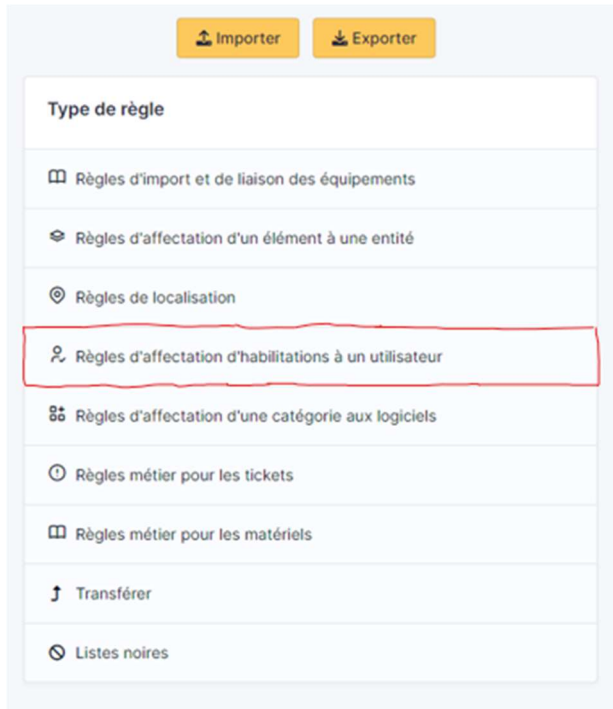 Importer
Exporter
Type de règle
Règles d'import et de liaison des équipements
Règles d'affectation d'un élément à une entité
Règles de localisation
Règles d'affectation d'habilitations à un utilisateur
Règles d'affectation d'une catégorie aux logiciels
Règles métier pour les tickets
Règles métier pour les matériels
Transférer
Listes noires